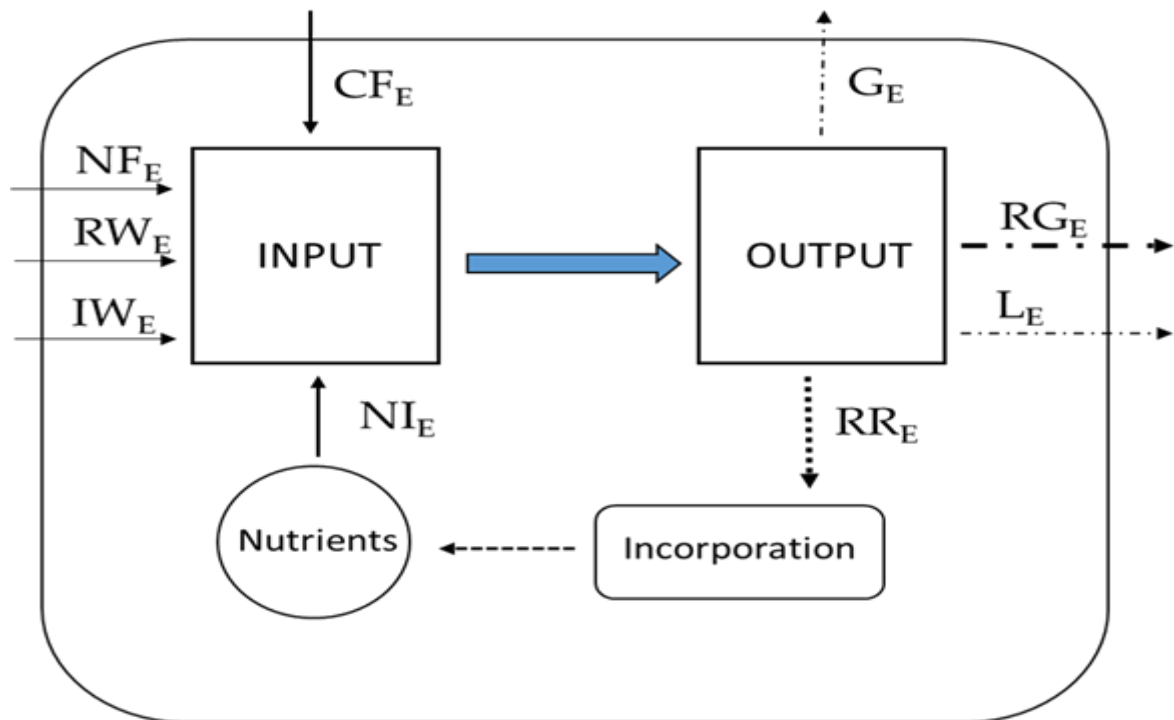 CF_E
G_E
NF_E
RW_E
IW_E
INPUT
OUTPUT
RG_E
L_E
NI_E
RR_E
Nutrients
Incorporation